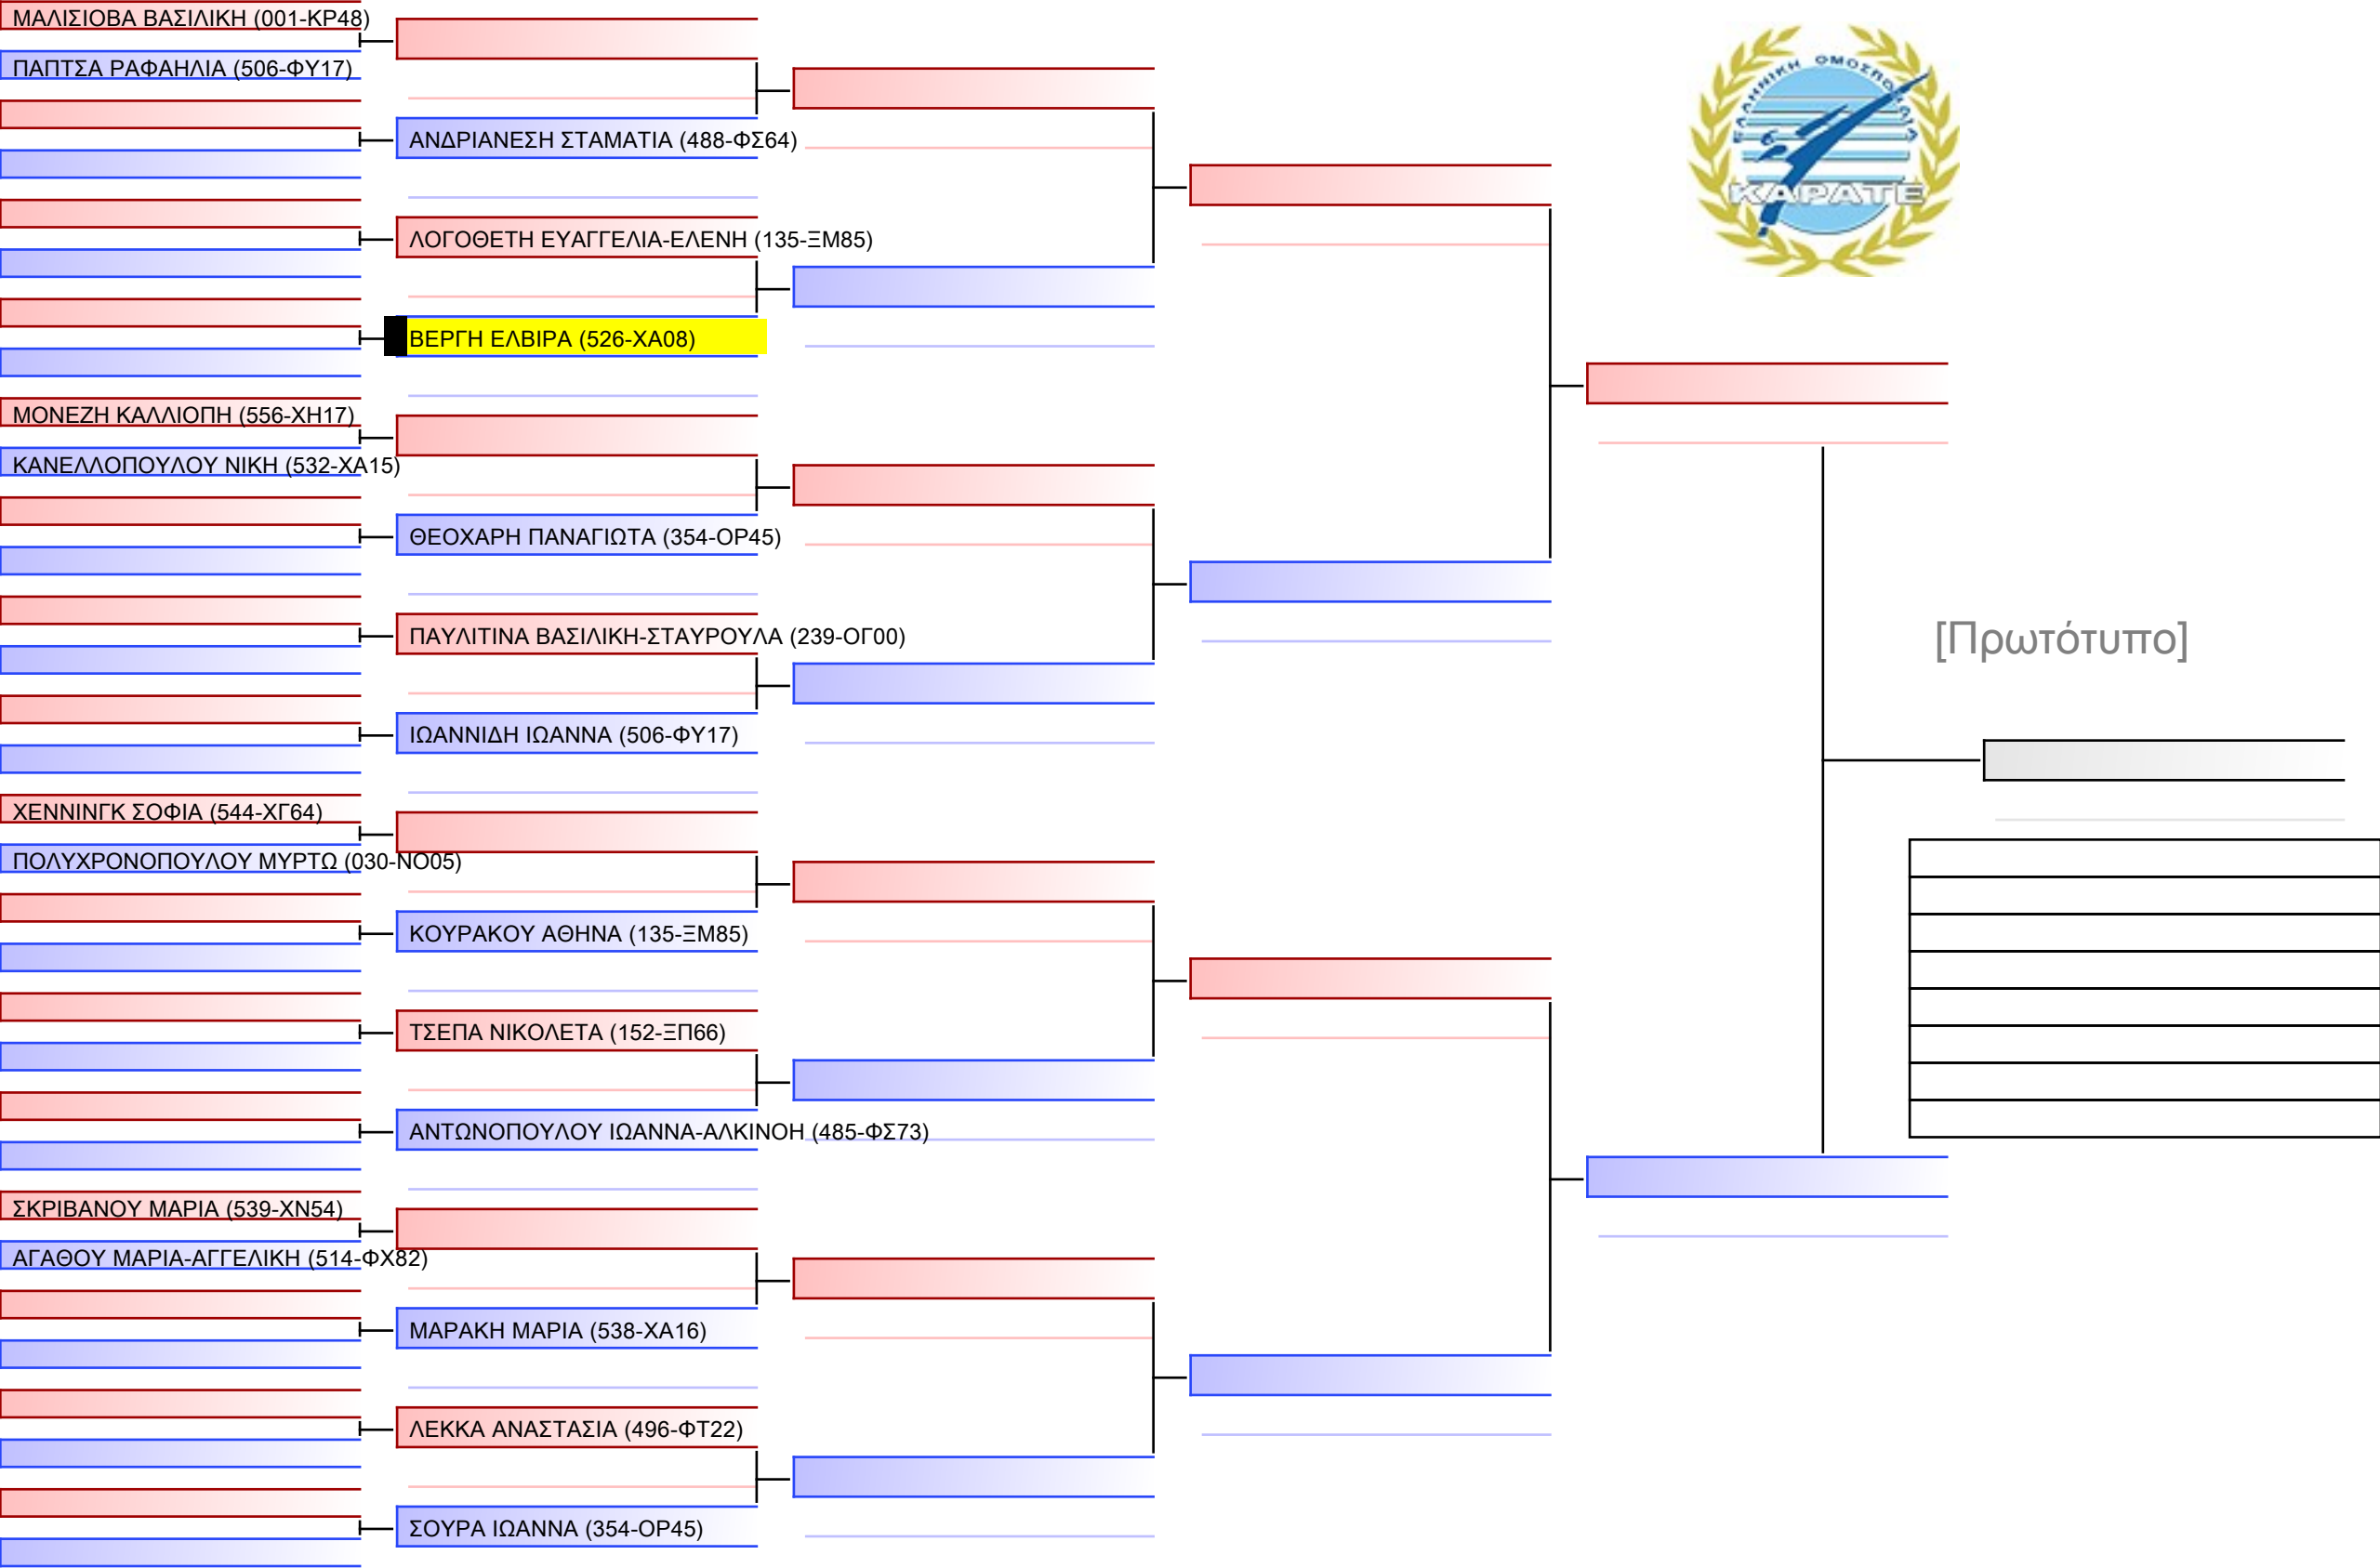 ΜΑΛΙΣΙΟΒΑ ΒΑΣΙΛΙΚΗ (001-ΚΡ48)
ΠΑΠΤΣΑ ΡΑΦΑΗΛΙΑ (506-ΦΥ17)
ΑΝΔΡΙΑΝΕΣΗ ΣΤΑΜΑΤΙΑ (488-ΦΣ64)
ΛΟΓΟΘΕΤΗ ΕΥΑΓΓΕΛΙΑ-ΕΛΕΝΗ (135-ΞΜ85)
ΒΕΡΓΗ ΕΛΒΙΡΑ (526-ΧΑ08)
ΜΟΝΕΖΗ ΚΑΛΛΙΟΠΗ (556-ΧΗ17)
ΚΑΝΕΛΛΟΠΟΥΛΟΥ ΝΙΚΗ (532-ΧΑ15)
ΘΕΟΧΑΡΗ ΠΑΝΑΓΙΩΤΑ (354-ΟΡ45)
ΠΑΥΛΙΤΙΝΑ ΒΑΣΙΛΙΚΗ-ΣΤΑΥΡΟΥΛΑ (239-ΟΓ00)
ΙΩΑΝΝΙΔΗ ΙΩΑΝΝΑ (506-ΦΥ17)
ΧΕΝΝΙΝΓΚ ΣΟΦΙΑ (544-ΧΓ64)
ΠΟΛΥΧΡΟΝΟΠΟΥΛΟΥ ΜΥΡΤΩ (030-ΝΟ05)
ΚΟΥΡΑΚΟΥ ΑΘΗΝΑ (135-ΞΜ85)
ΤΣΕΠΑ ΝΙΚΟΛΕΤΑ (152-ΞΠ66)
ΑΝΤΩΝΟΠΟΥΛΟΥ ΙΩΑΝΝΑ-ΑΛΚΙΝΟΗ (485-ΦΣ73)
ΣΚΡΙΒΑΝΟΥ ΜΑΡΙΑ (539-ΧΝ54)
ΑΓΑΘΟΥ ΜΑΡΙΑ-ΑΓΓΕΛΙΚΗ (514-ΦΧ82)
ΜΑΡΑΚΗ ΜΑΡΙΑ (538-ΧΑ16)
ΛΕΚΚΑ ΑΝΑΣΤΑΣΙΑ (496-ΦΤ22)
ΣΟΥΡΑ ΙΩΑΝΝΑ (354-ΟΡ45)
ΕΛΛΗΝΙΚΗ ΟΜΟΣΠΟΝΔΙΑ
ΚΑΡΑΤΕ
[Πρωτότυπο]